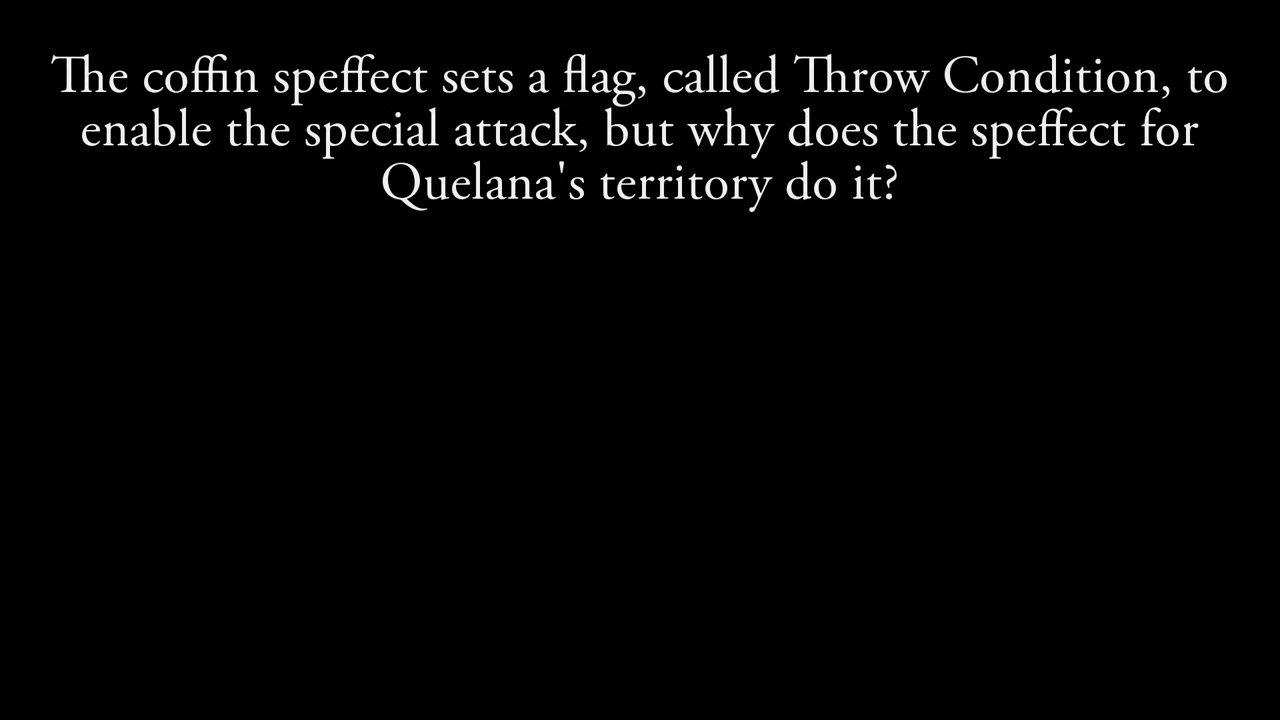 The coffin speffect sets a flag, called Throw Condition, to
enable the special attack, but why does the speffect for
Quelana's territory do it?